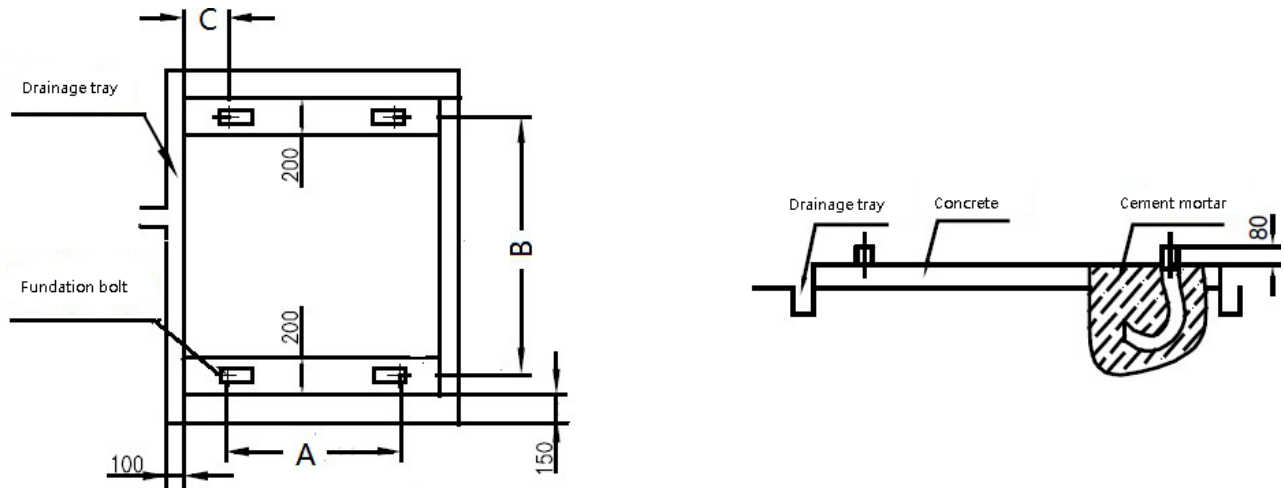 C
Drainage tray
200
B
Fundation bolt
200
A
100
150
Drainage tray
Concrete
Cement mortar
80